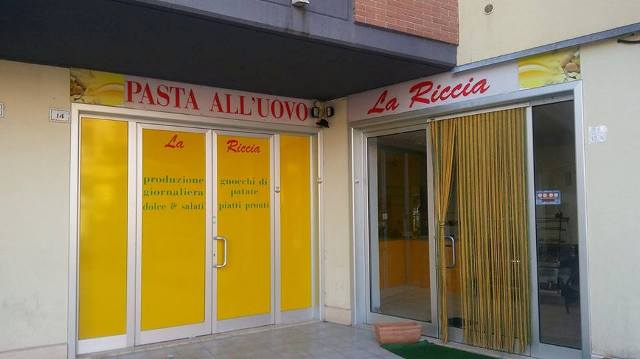 PASTA ALL'UOVO
La Riccia
14
La Riccia
produzione
giornaliera
dolce & salati
gnocchi di
patate
piatti pronti